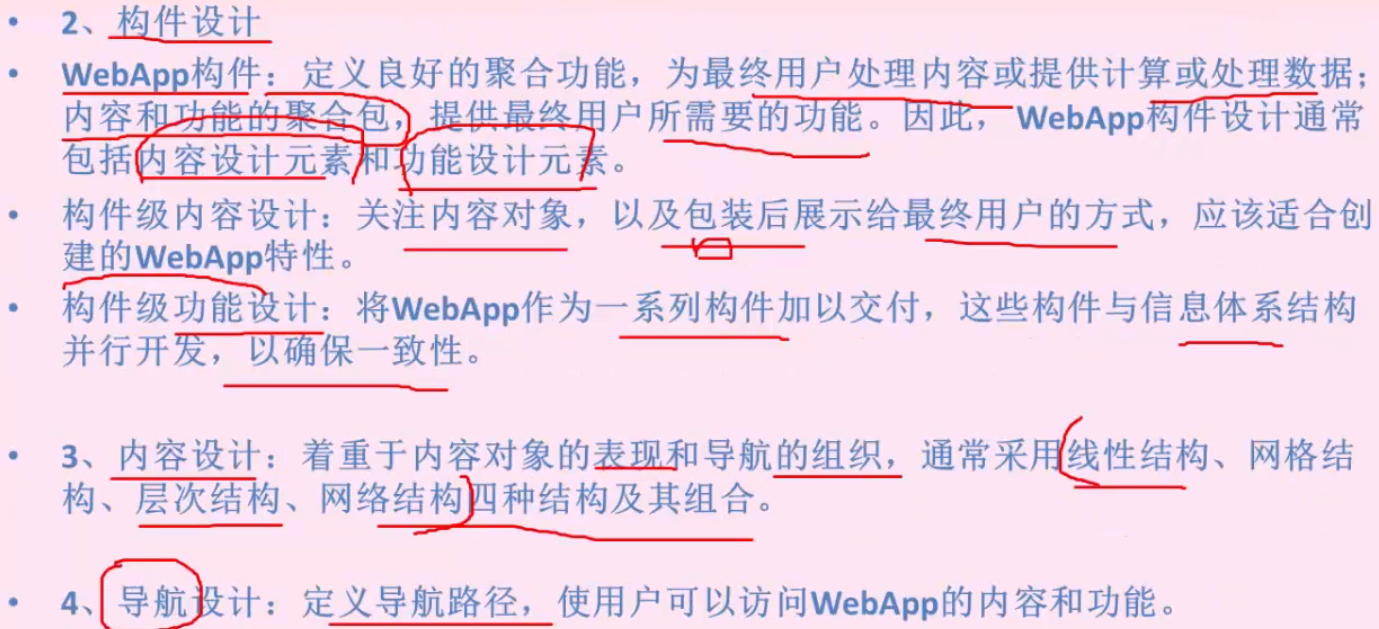 • 2、构件设计
• WebApp构件：定义良好的聚合功能，为最终用户处理内容或提供计算或处理数据；
内容和功能的聚合包，提供最终用户所需要的功能。因此， WebApp构件设计通常
包括内容设计元素和功能设计元素。
• 构件级内容设计：关注内容对象，以及包装后展示给最终用户的方式，应该适合创
建的WebApp特性。
• 构件级功能设计：将WebApp作为一系列构件加以交付，这些构件与信息体系结构
并行开发，以确保一致性。
• 3、内容设计：着重于内容对象的表现和导航的组织，通常采用线性结构、网格结
构、层次结构、网络结构四种结构及其组合。
• 4、导航设计：定义导航路径，使用户可以访问WebApp的内容和功能。